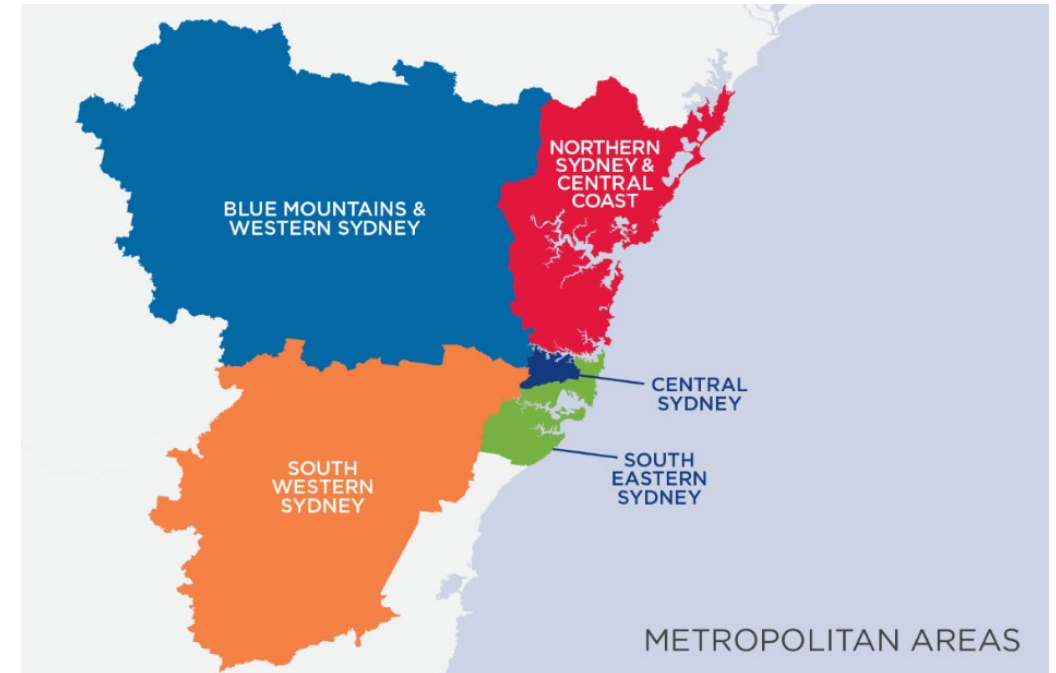 NORTHERN
SYDNEY &
CENTRAL
COAST
BLUE MOUNTAINS &
WESTERN SYDNEY
CENTRAL
SYDNEY
SOUTH
WESTERN
SYDNEY
SOUTH
EASTERN
SYDNEY
METROPOLITAN AREAS